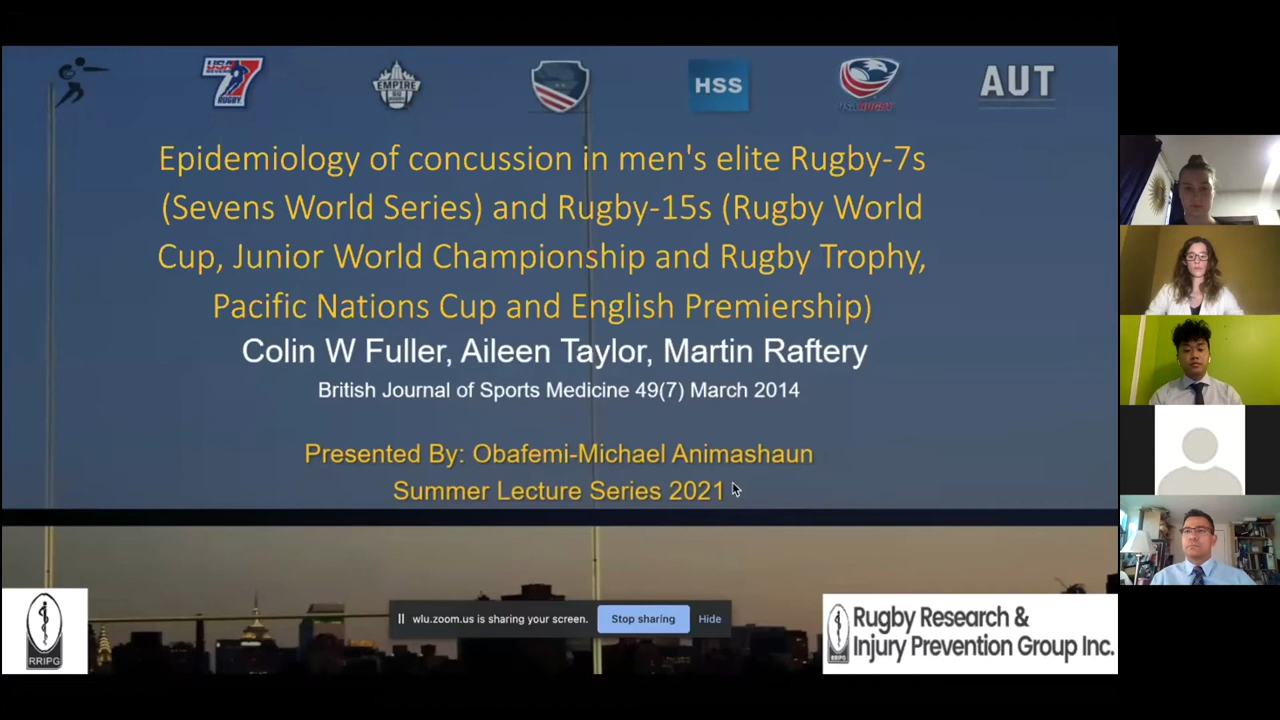 USA
7
RUGBY
EMPIRE
HSS
USA RUGBY
AUT
Epidemiology of concussion in men's elite Rugby-7s
(Sevens World Series) and Rugby-15s (Rugby World
Cup, Junior World Championship and Rugby Trophy,
Pacific Nations Cup and English Premiership)
Colin W Fuller, Aileen Taylor, Martin Raftery
British Journal of Sports Medicine 49(7) March 2014
Presented By: Obafemi-Michael Animashaun
Summer Lecture Series 2021
wlu.zoom.us is sharing your screen.
Stop sharing
Hide
RRIPG
RRIPG
Rugby Research &
Injury Prevention Group Inc.